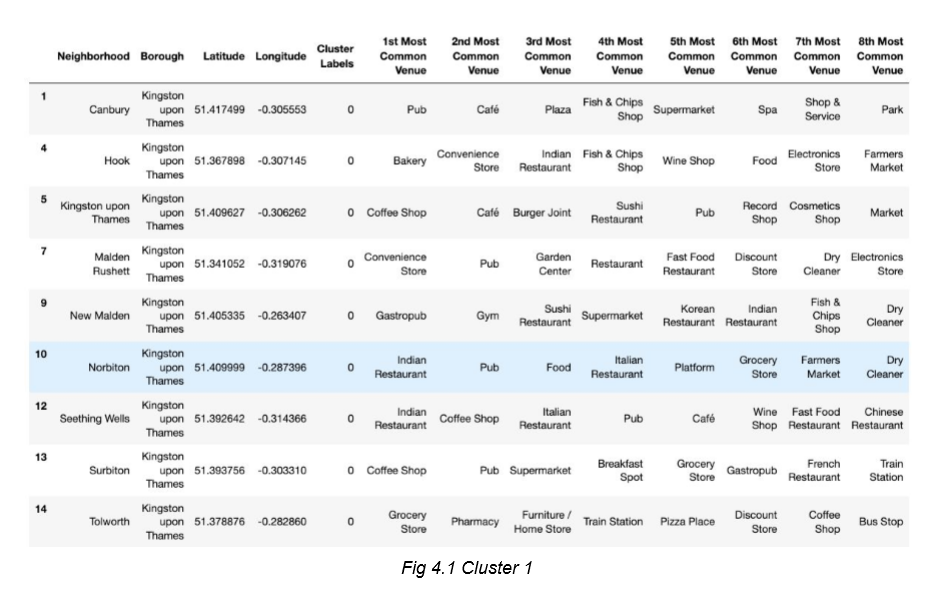 Neighborhood Borough Latitude Longitude Cluster Labels 1st Most Common Venue 2nd Most Common Venue 3rd Most Common Venue 4th Most Common Venue 5th Most Common Venue 6th Most Common Venue 7th Most Common Venue 8th Most Common Venue
1 Canbury Kingston upon Thames 51.417499 -0.305553 0 Pub Café Plaza Fish & Chips Shop Supermarket Spa Shop & Service Park
4 Hook Kingston upon Thames 51.367898 -0.307145 0 Bakery Convenience Store Indian Restaurant Fish & Chips Shop Wine Shop Food Electronics Store Farmers Market
5 Kingston upon Thames Kingston upon Thames 51.409627 -0.306262 0 Coffee Shop Café Burger Joint Sushi Restaurant Pub Record Shop Cosmetics Shop Market
7 Malden Rushett Kingston upon Thames 51.341052 -0.319076 0 Convenience Store Pub Garden Center Restaurant Fast Food Restaurant Discount Store Dry Cleaner Electronics Store
9 New Malden Kingston upon Thames 51.405335 -0.263407 0 Gastropub Gym Sushi Restaurant Supermarket Korean Restaurant Indian Restaurant Fish & Chips Shop Dry Cleaner
10 Norbiton Kingston upon Thames 51.409999 -0.287396 0 Indian Restaurant Pub Food Italian Restaurant Platform Grocery Store Farmers Market Dry Cleaner
12 Seething Wells Kingston upon Thames 51.392642 -0.314366 0 Indian Restaurant Coffee Shop Italian Restaurant Pub Café Wine Shop Fast Food Restaurant Chinese Restaurant
13 Surbiton Kingston upon Thames 51.393756 -0.303310 0 Coffee Shop Pub Supermarket Breakfast Spot Grocery Store Gastropub French Restaurant Train Station
14 Tolworth Kingston upon Thames 51.378876 -0.282860 0 Grocery Store Pharmacy Furniture / Home Store Train Station Pizza Place Discount Store Coffee Shop Bus Stop
Fig 4.1 Cluster 1